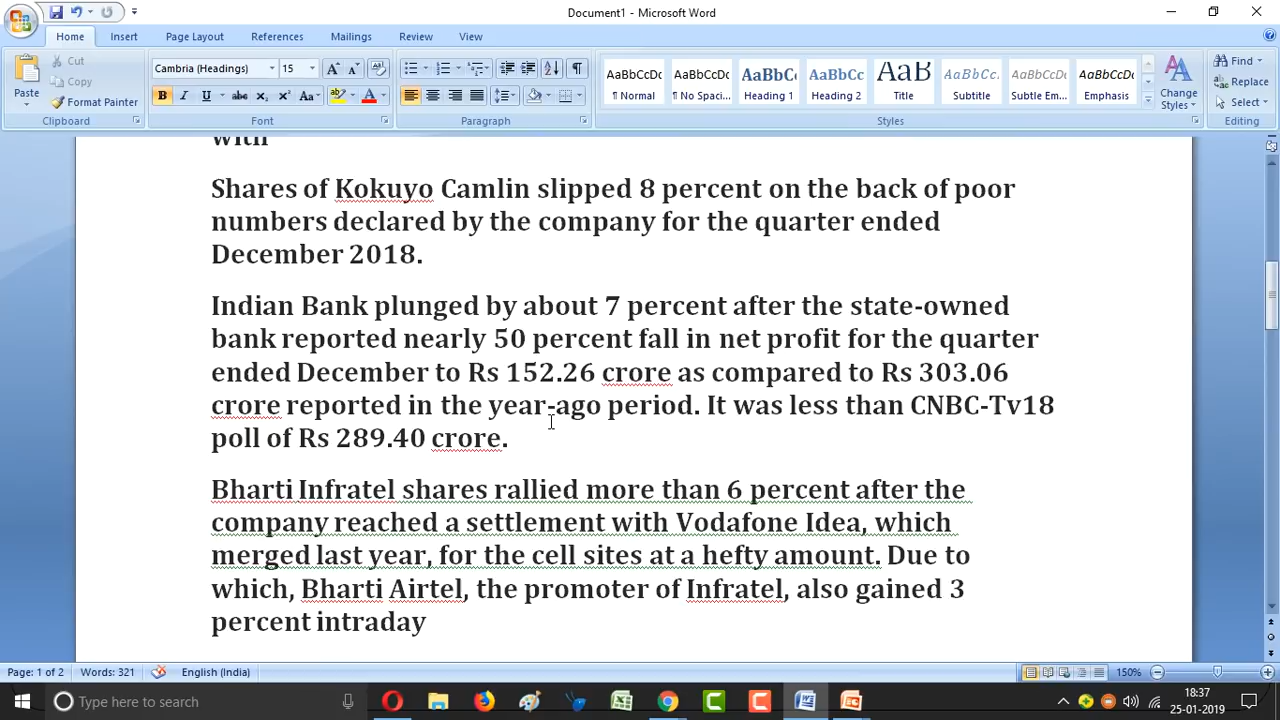 Document1 - Microsoft Word
Home Insert Page Layout References Mailings Review View
Paste
Cut
Copy
Format Painter
Clipboard
Cambria (Headings) 15
B I U abc x₂ x² Aa
Font
Paragraph
AaBbCcDc AaBbCcDc AaBbC AaBbCc AaB AaBbCc. AaBbCcDc AaBbCcDc
¶ Normal ¶ No Spaci... Heading 1 Heading 2 Title Subtitle Subtle Em... Emphasis
Change
Styles
Styles
Find
Replace
Select
Editing
with
Shares of Kokuyo Camlin slipped 8 percent on the back of poor
numbers declared by the company for the quarter ended
December 2018.
Indian Bank plunged by about 7 percent after the state-owned
bank reported nearly 50 percent fall in net profit for the quarter
ended December to Rs 152.26 crore as compared to Rs 303.06
crore reported in the year-ago period. It was less than CNBC-Tv18
poll of Rs 289.40 crore.
Bharti Infratel shares rallied more than 6 percent after the
company reached a settlement with Vodafone Idea, which
merged last year, for the cell sites at a hefty amount. Due to
which, Bharti Airtel, the promoter of Infratel, also gained 3
percent intraday
Page: 1 of 2 Words: 321 English (India) 150%
Type here to search
18:37
25-01-2019